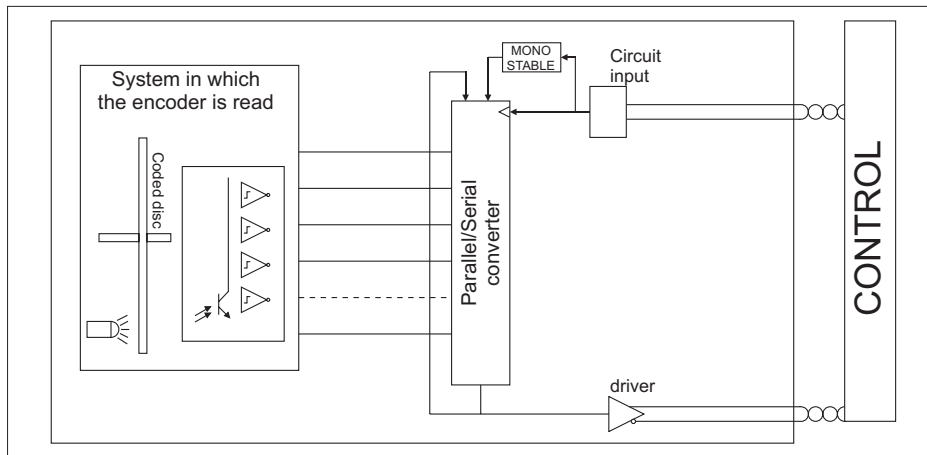 System in which
the encoder is read
Coded disc
MONO
STABLE
Circuit
input
Parallel/Serial
converter
driver
CONTROL